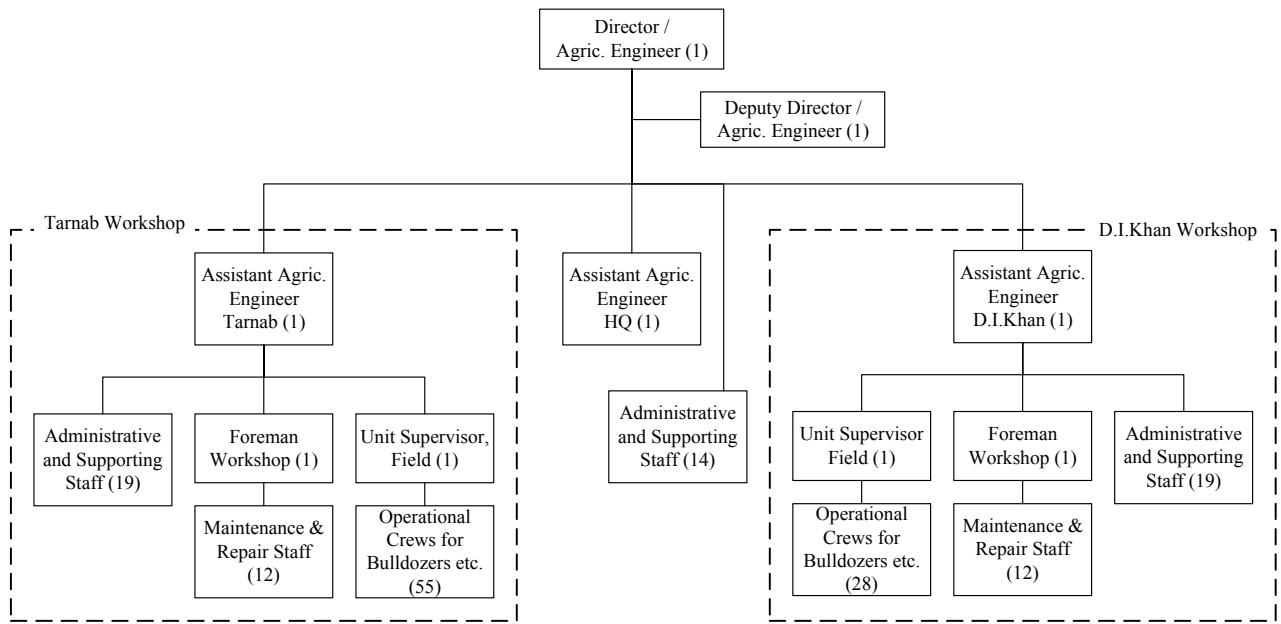 Director /
Agric. Engineer (1)
Deputy Director /
Agric. Engineer (1)
Tarnab Workshop
D.I.Khan Workshop
Assistant Agric.
Engineer
Tarnab (1)
Assistant Agric.
Engineer
HQ (1)
Assistant Agric.
Engineer
D.I.Khan (1)
Administrative
and Supporting
Staff (19)
Foreman
Workshop (1)
Unit Supervisor,
Field (1)
Administrative
and Supporting
Staff (14)
Unit Supervisor
Field (1)
Foreman
Workshop (1)
Administrative
and Supporting
Staff (19)
Maintenance &
Repair Staff
(12)
Operational
Crews for
Bulldozers etc.
(55)
Operational
Crews for
Bulldozers etc.
(28)
Maintenance &
Repair Staff
(12)